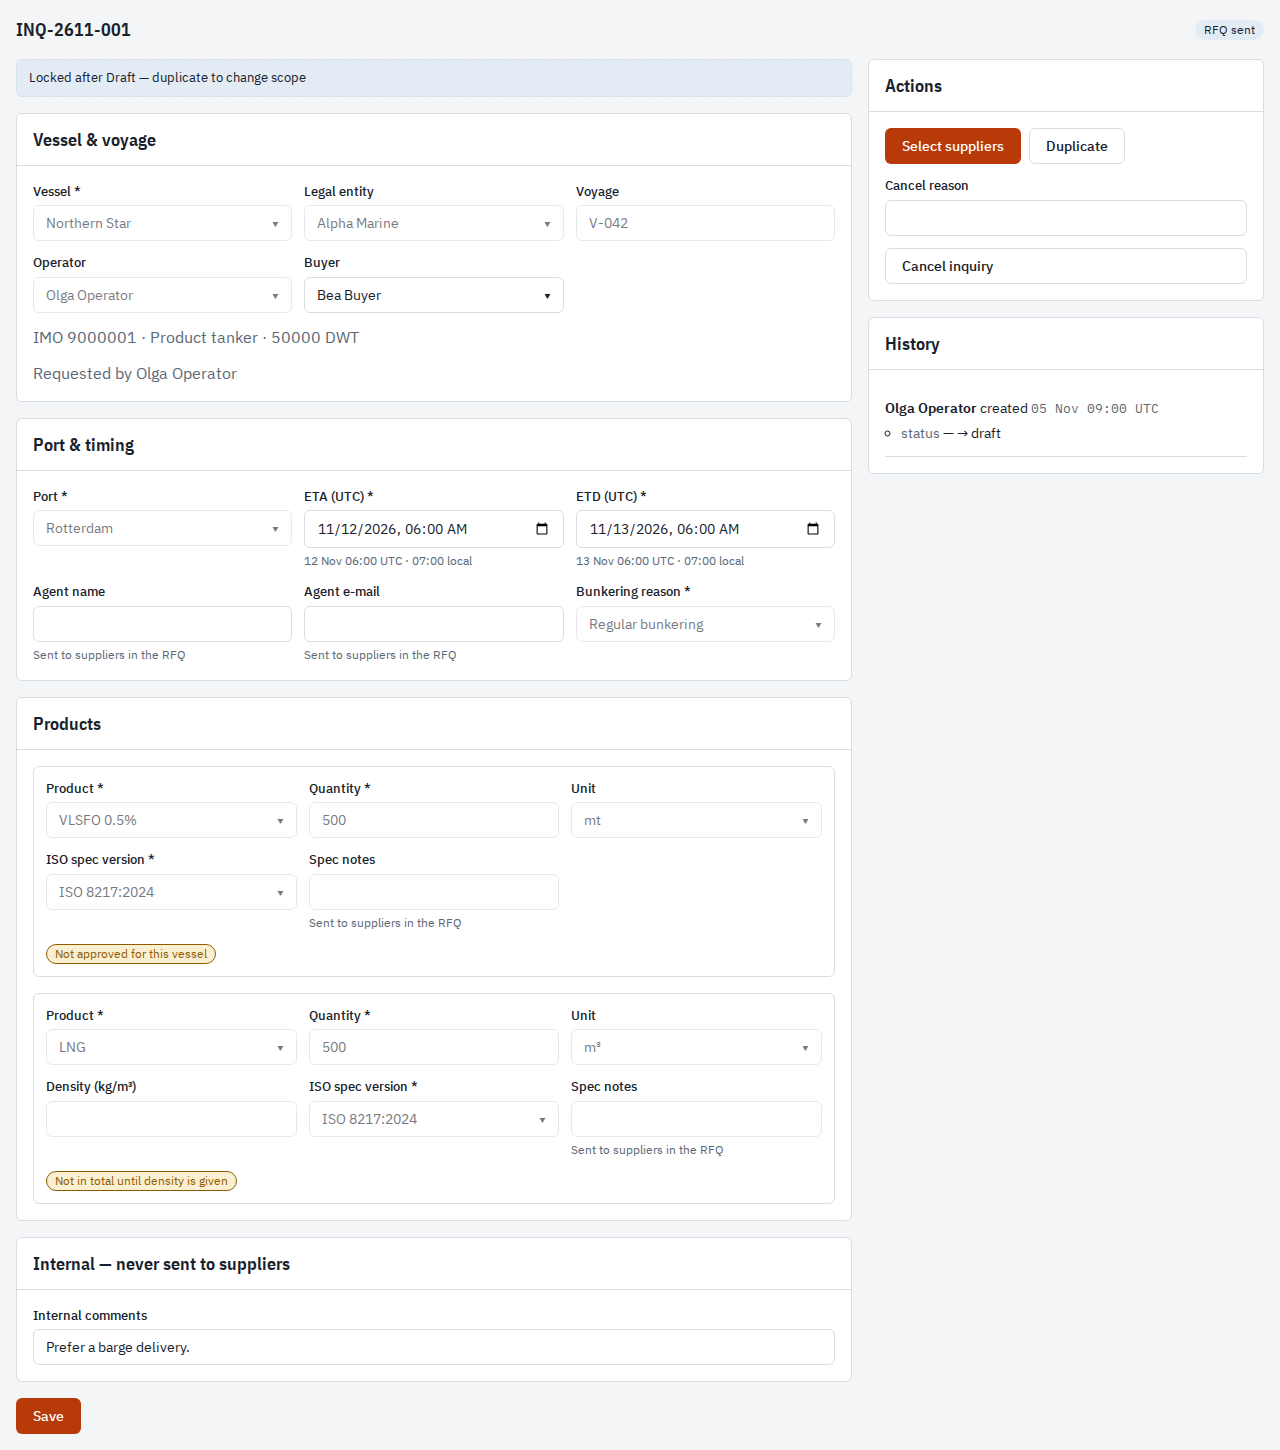 INQ-2611-001
RFQ sent
Locked after Draft — duplicate to change scope
Vessel & voyage
Vessel *
Legal entity
Voyage
Northern Star
Alpha Marine
V-042
Operator
Buyer
Olga Operator
Bea Buyer
IMO 9000001 · Product tanker · 50000 DWT
Requested by Olga Operator
Port & timing
Port *
ETA (UTC) *
ETD (UTC) *
Rotterdam
11/12/2026, 06:00 AM
11/13/2026, 06:00 AM
12 Nov 06:00 UTC · 07:00 local
13 Nov 06:00 UTC · 07:00 local
Agent name
Agent e-mail
Bunkering reason *
Regular bunkering
Sent to suppliers in the RFQ
Sent to suppliers in the RFQ
Products
Product *
Quantity *
Unit
VLSFO 0.5%
500
mt
ISO spec version *
Spec notes
ISO 8217:2024
Sent to suppliers in the RFQ
Not approved for this vessel
Product *
Quantity *
Unit
LNG
500
m³
Density (kg/m³)
ISO spec version *
Spec notes
ISO 8217:2024
Sent to suppliers in the RFQ
Not in total until density is given
Internal — never sent to suppliers
Internal comments
Prefer a barge delivery.
Save
Actions
Select suppliers
Duplicate
Cancel reason
Cancel inquiry
History
Olga Operator created 05 Nov 09:00 UTC
status — → draft